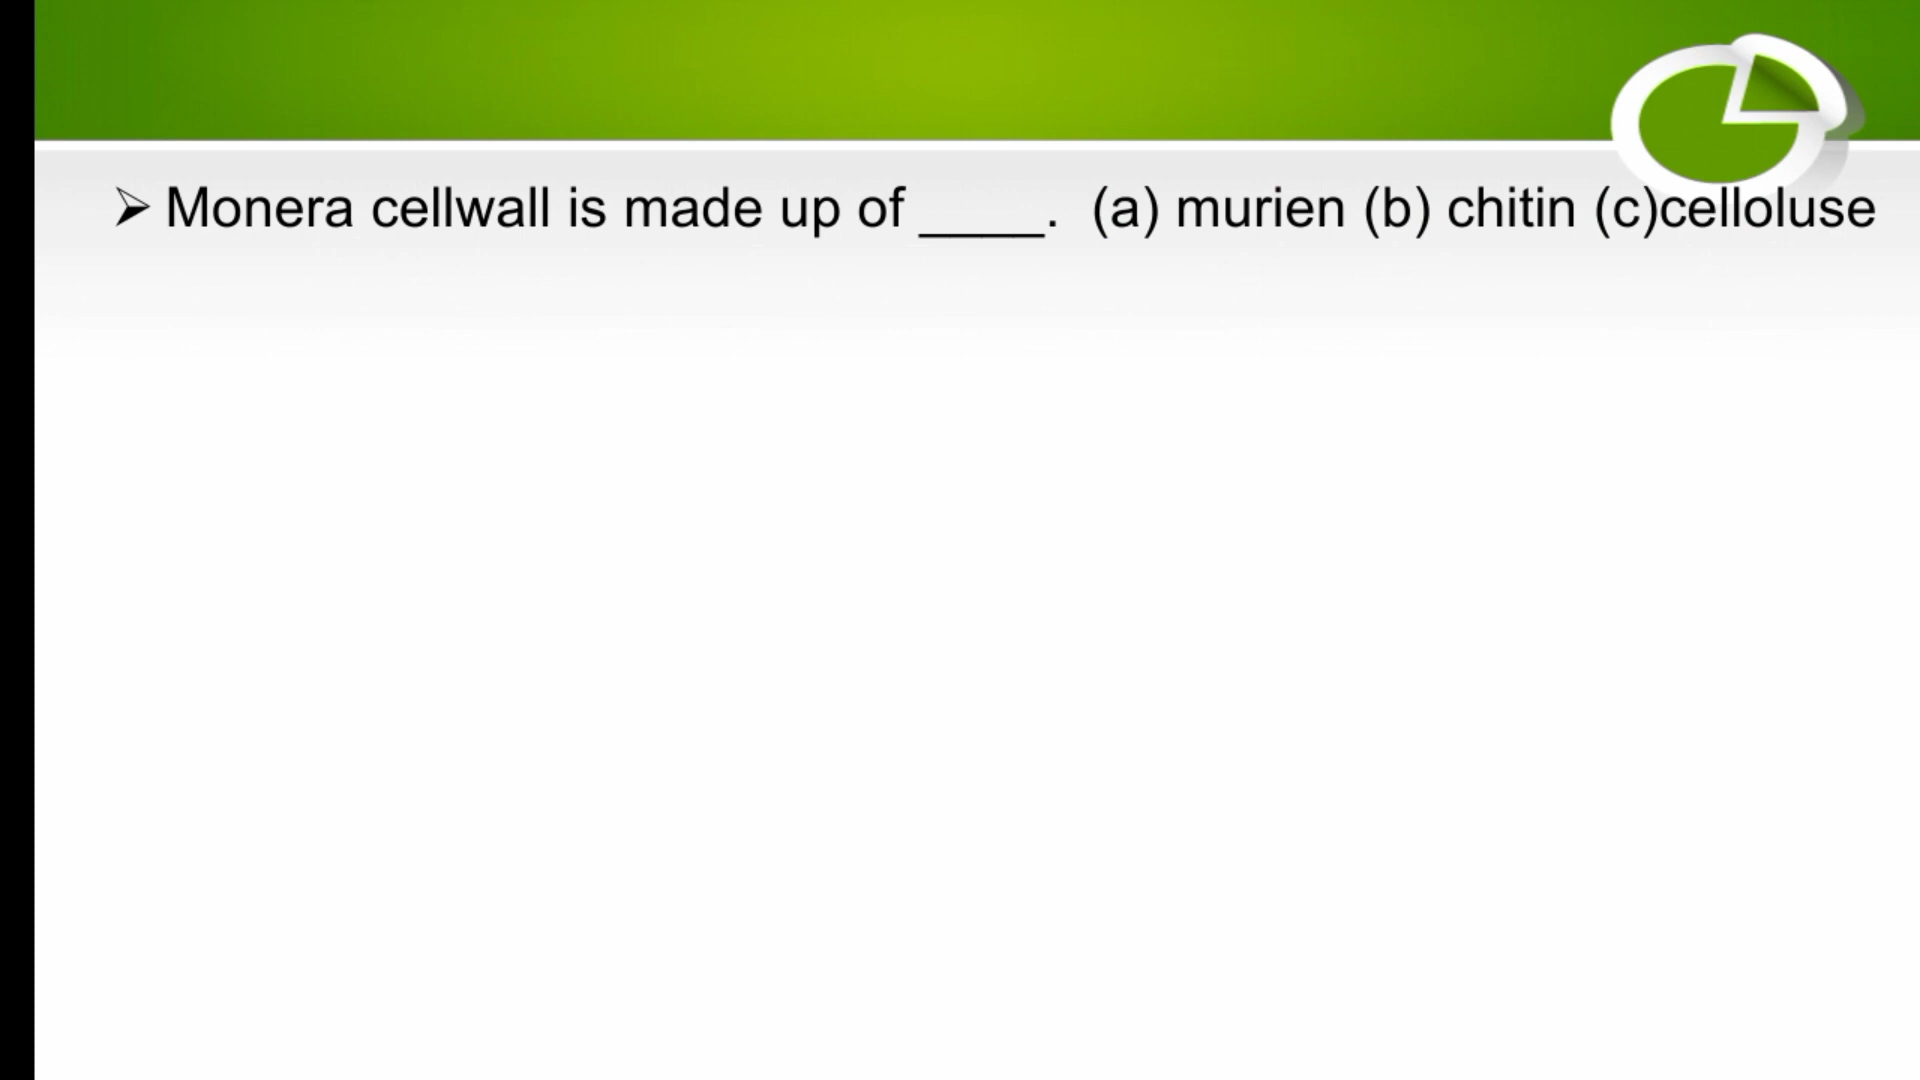 ➢ Monera cellwall is made up of ____. (a) murien (b) chitin (c)celloluse